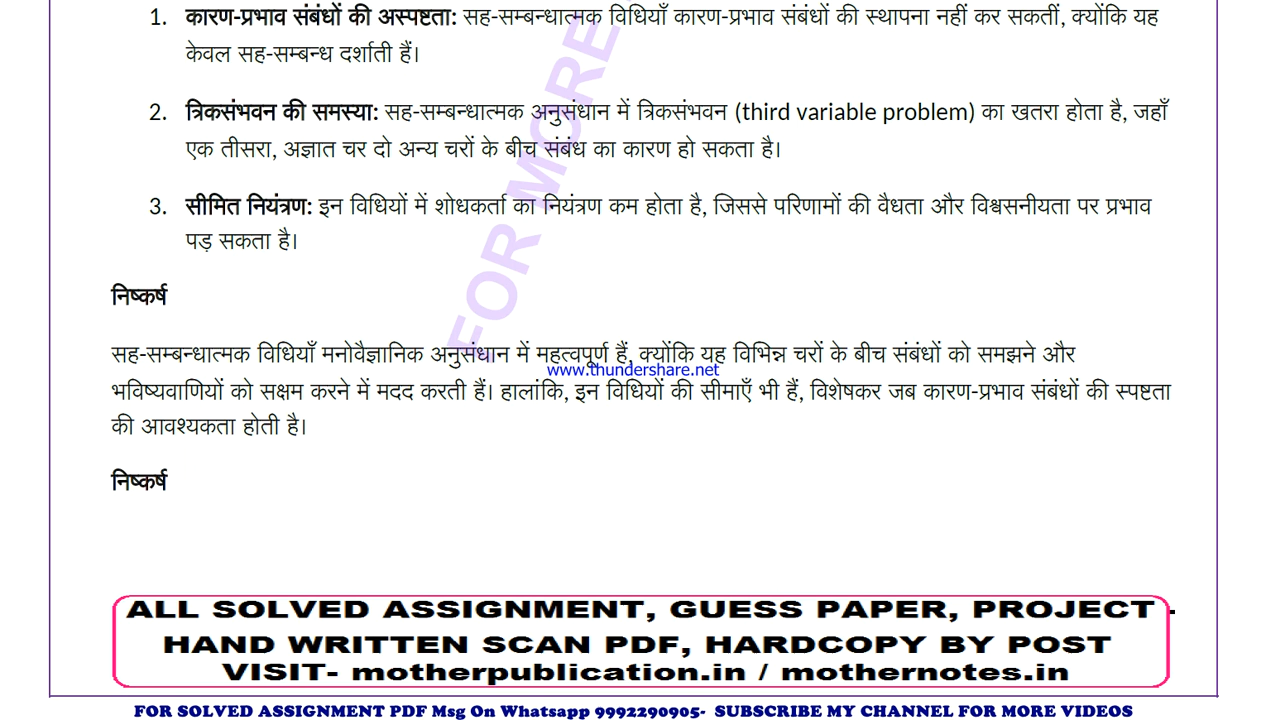 1. कारण-प्रभाव संबंधों की अस्पष्टता: सह-सम्बन्धात्मक विधियाँ कारण-प्रभाव संबंधों की स्थापना नहीं कर सकतीं, क्योंकि यह
केवल सह-सम्बन्ध दर्शाती हैं।
2. त्रिकसंभवन की समस्या: सह-सम्बन्धात्मक अनुसंधान में त्रिकसंभवन (third variable problem) का खतरा होता है, जहाँ
एक तीसरा, अज्ञात चर दो अन्य चरों के बीच संबंध का कारण हो सकता है।
3. सीमित नियंत्रण: इन विधियों में शोधकर्ता का नियंत्रण कम होता है, जिससे परिणामों की वैधता और विश्वसनीयता पर प्रभाव
पड़ सकता है।
FOR MORE
निष्कर्ष
सह-सम्बन्धात्मक विधियाँ मनोवैज्ञानिक अनुसंधान में महत्वपूर्ण हैं, क्योंकि यह विभिन्न चरों के बीच संबंधों को समझने और
www.thundershare.net
भविष्यवाणियों को सक्षम करने में मदद करती हैं। हालांकि, इन विधियों की सीमाएँ भी हैं, विशेषकर जब कारण-प्रभाव संबंधों की स्पष्टता
की आवश्यकता होती है।
निष्कर्ष
ALL SOLVED ASSIGNMENT, GUESS PAPER, PROJECT -
HAND WRITTEN SCAN PDF, HARDCOPY BY POST
VISIT- motherpublication.in / mothernotes.in
FOR SOLVED ASSIGNMENT PDF Msg On Whatsapp 9992290905- SUBSCRIBE MY CHANNEL FOR MORE VIDEOS